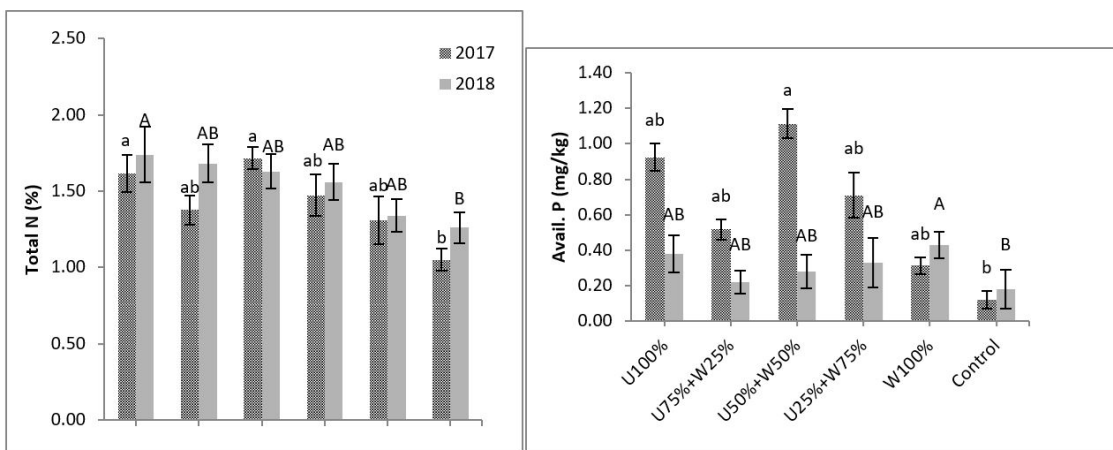 2.50
2.00
1.50
1.00
0.50
0.00
Total N (%)
2017
2018
a A
ab AB
a AB
ab AB
ab AB
b B
1.40
1.20
1.00
0.80
0.60
0.40
0.20
0.00
Avail. P (mg/kg)
ab AB
ab AB
a AB
ab AB
ab A
b B
U100%
U75%+W25%
U50%+W50%
U25%+W75%
W100%
Control